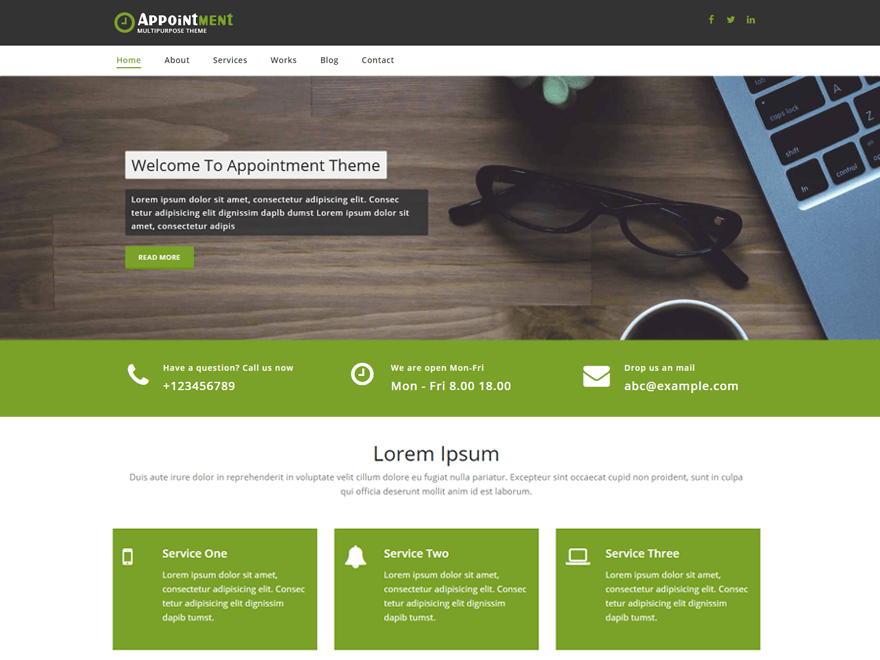 APPOINTMENT
MULTIPURPOSE THEME
Home About Services Works Blog Contact
tab
A
caps lock
Z
shift
fn
control
Welcome To Appointment Theme
Lorem ipsum dolor sit amet, consectetur adipiscing elit. Consec
tetur adipisicing elit dignissim daplb dumst Lorem ipsum dolor sit
amet, consectetur adipis
READ MORE
Have a question? Call us now
+123456789
We are open Mon-Fri
Mon - Fri 8.00 18.00
Drop us an mail
abc@example.com
Lorem Ipsum
Duis aute irure dolor in reprehenderit in voluptate velit cillum dolore eu fugiat nulla pariatur. Excepteur sint occaecat cupid non proident, sunt in culpa
qui officia deserunt mollit anim id est laborum.
Service One
Lorem ipsum dolor sit amet,
consectetur adipiscing elit. Consec
tetur adipisicing elit dignissim
dapib tumst.
Service Two
Lorem ipsum dolor sit amet,
consectetur adipiscing elit. Consec
tetur adipisicing elit dignissim
dapib tumst.
Service Three
Lorem ipsum dolor sit amet,
consectetur adipiscing elit. Consec
tetur adipisicing elit dignissim
dapib tumst.